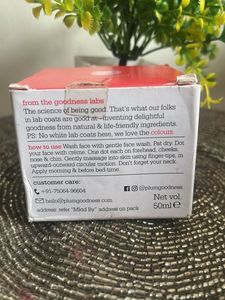 from the goodness labs
The science of being good. That's what our folks
in lab coats are good at –inventing delightful
goodness from natural & life-friendly ingredients.
PS: No white lab coats here, we love the colours.
how to use Wash face with gentle face wash. Pat dry. Dot
your face with crème. One dot each on forehead, cheeks,
nose & chin. Gently massage into skin using finger tips, in
upward-outward circular motion. Don't forget your neck.
Apply morning & before bed-time.
customer care:
+91-75064-96604
@plumgoodness
hello@plumgoodness.com
address: refer "Mktd By" address on pack
Net vol.
50ml e